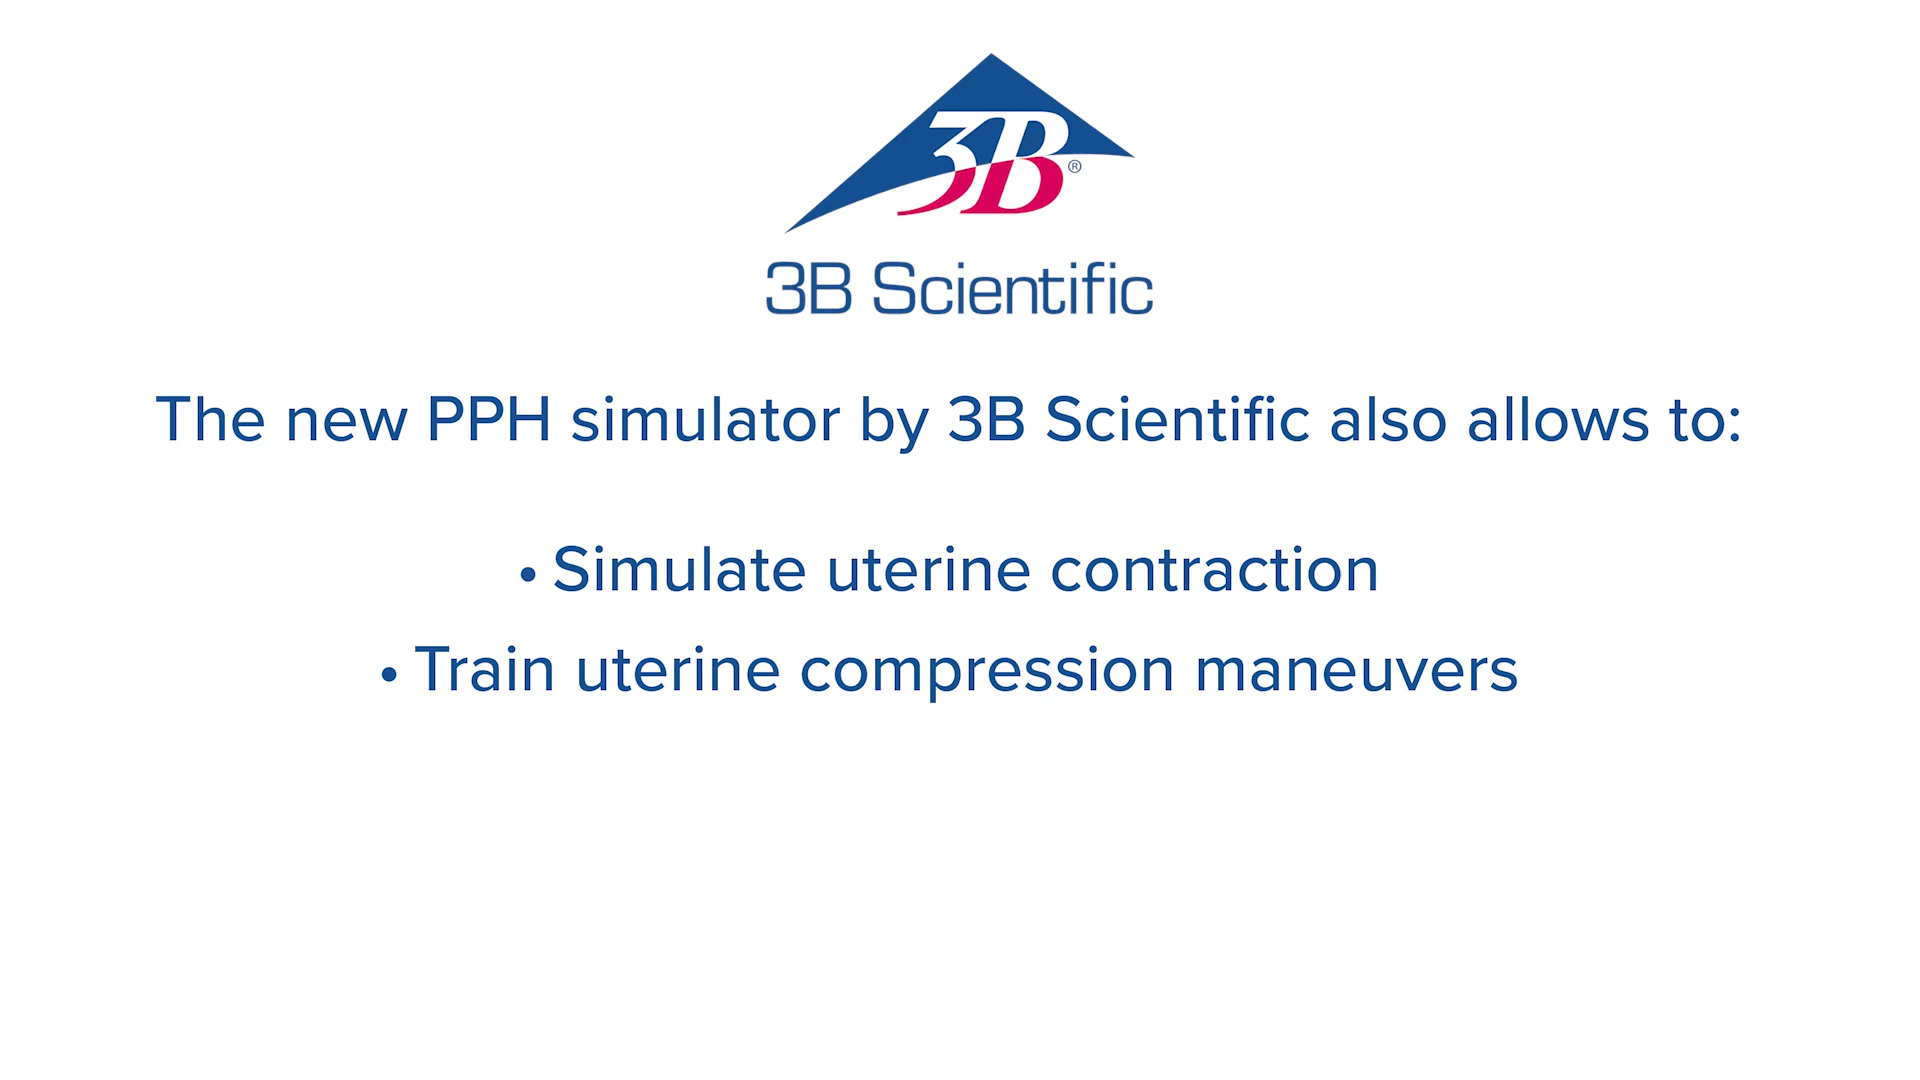 3B®
3B Scientific
The new PPH simulator by 3B Scientific also allows to:
• Simulate uterine contraction
• Train uterine compression maneuvers